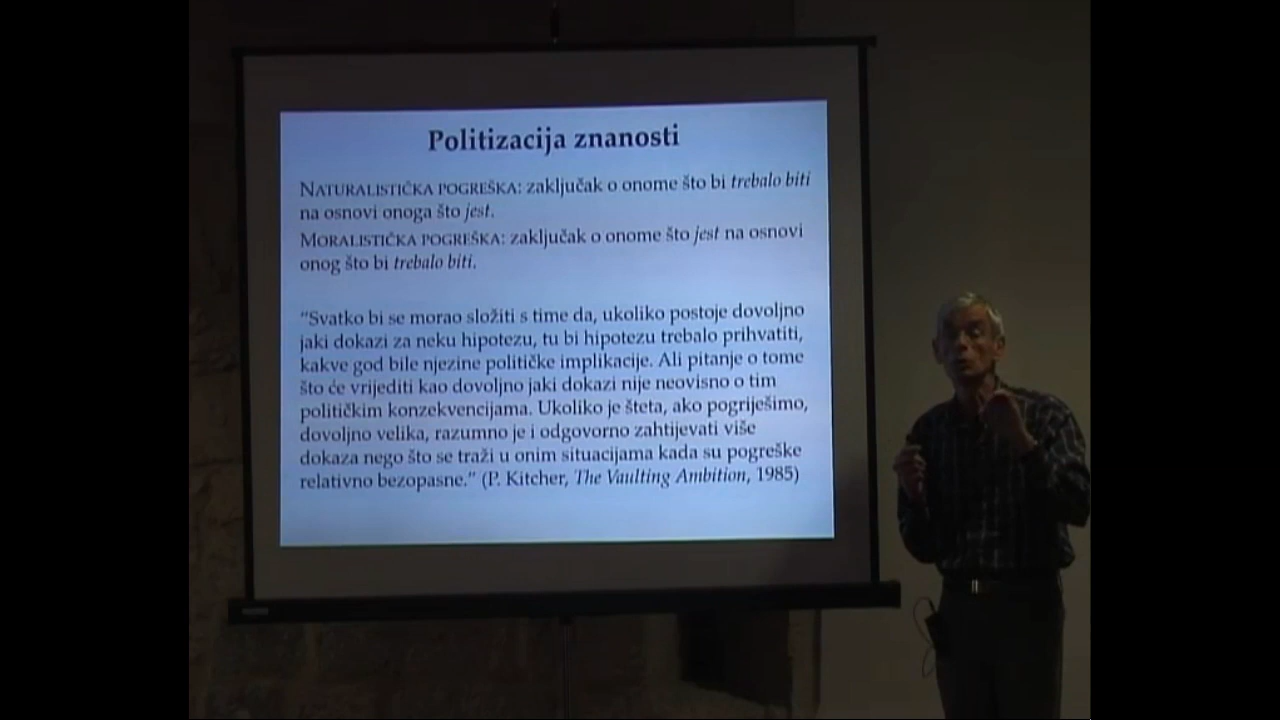 Politizacija znanosti
NATURALISTIČKA POGREŠKA: zaključak o onome što bi trebalo biti
na osnovi onoga što jest.
MORALISTIČKA POGREŠKA: zaključak o onome što jest na osnovi
onog što bi trebalo biti.
“Svatko bi se morao složiti s time da, ukoliko postoje dovoljno
jaki dokazi za neku hipotezu, tu bi hipotezu trebalo prihvatiti,
kakve god bile njezine političke implikacije. Ali pitanje o tome
što će vrijediti kao dovoljno jaki dokazi nije neovisno o tim
političkim konzekvencijama. Ukoliko je šteta, ako pogriješimo,
dovoljno velika, razumno je i odgovorno zahtijevati više
dokaza nego što se traži u onim situacijama kada su pogreške
relativno bezopasne.” (P. Kitcher, The Vaulting Ambition, 1985)